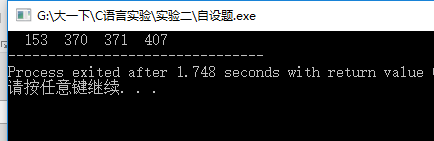 G:\大一下\C语言实验\实验二\自设题.exe
153 370 371 407
--------------------------------
Process exited after 1.748 seconds with return value
请按任意键继续. . .